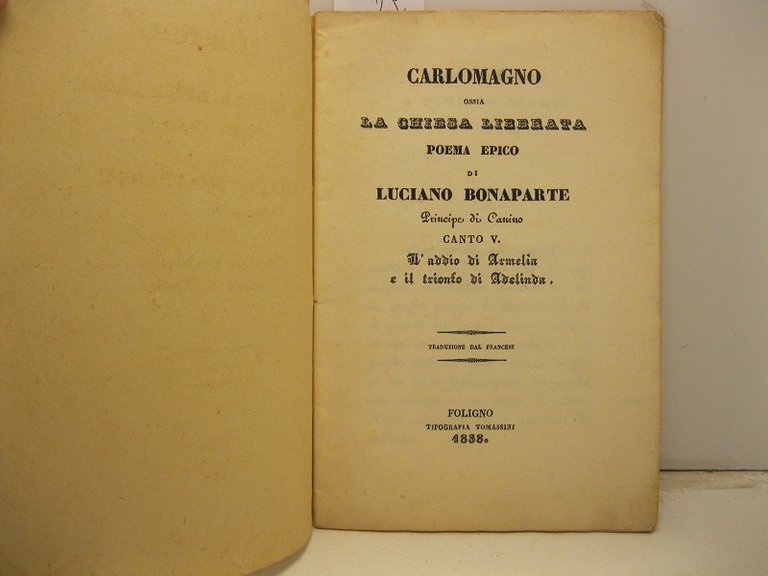 CARLOMAGNO
OSSIA
LA CHIESA LIBERATA
POEMA EPICO
DI
LUCIANO BONAPARTE
Principe di Canino
CANTO V.
L'addio di Armelia
e il trionfo di Adelinda.
TRADUZIONE DAL FRANCESE
FOLIGNO
TIPOGRAFIA TOMASSINI
1838.